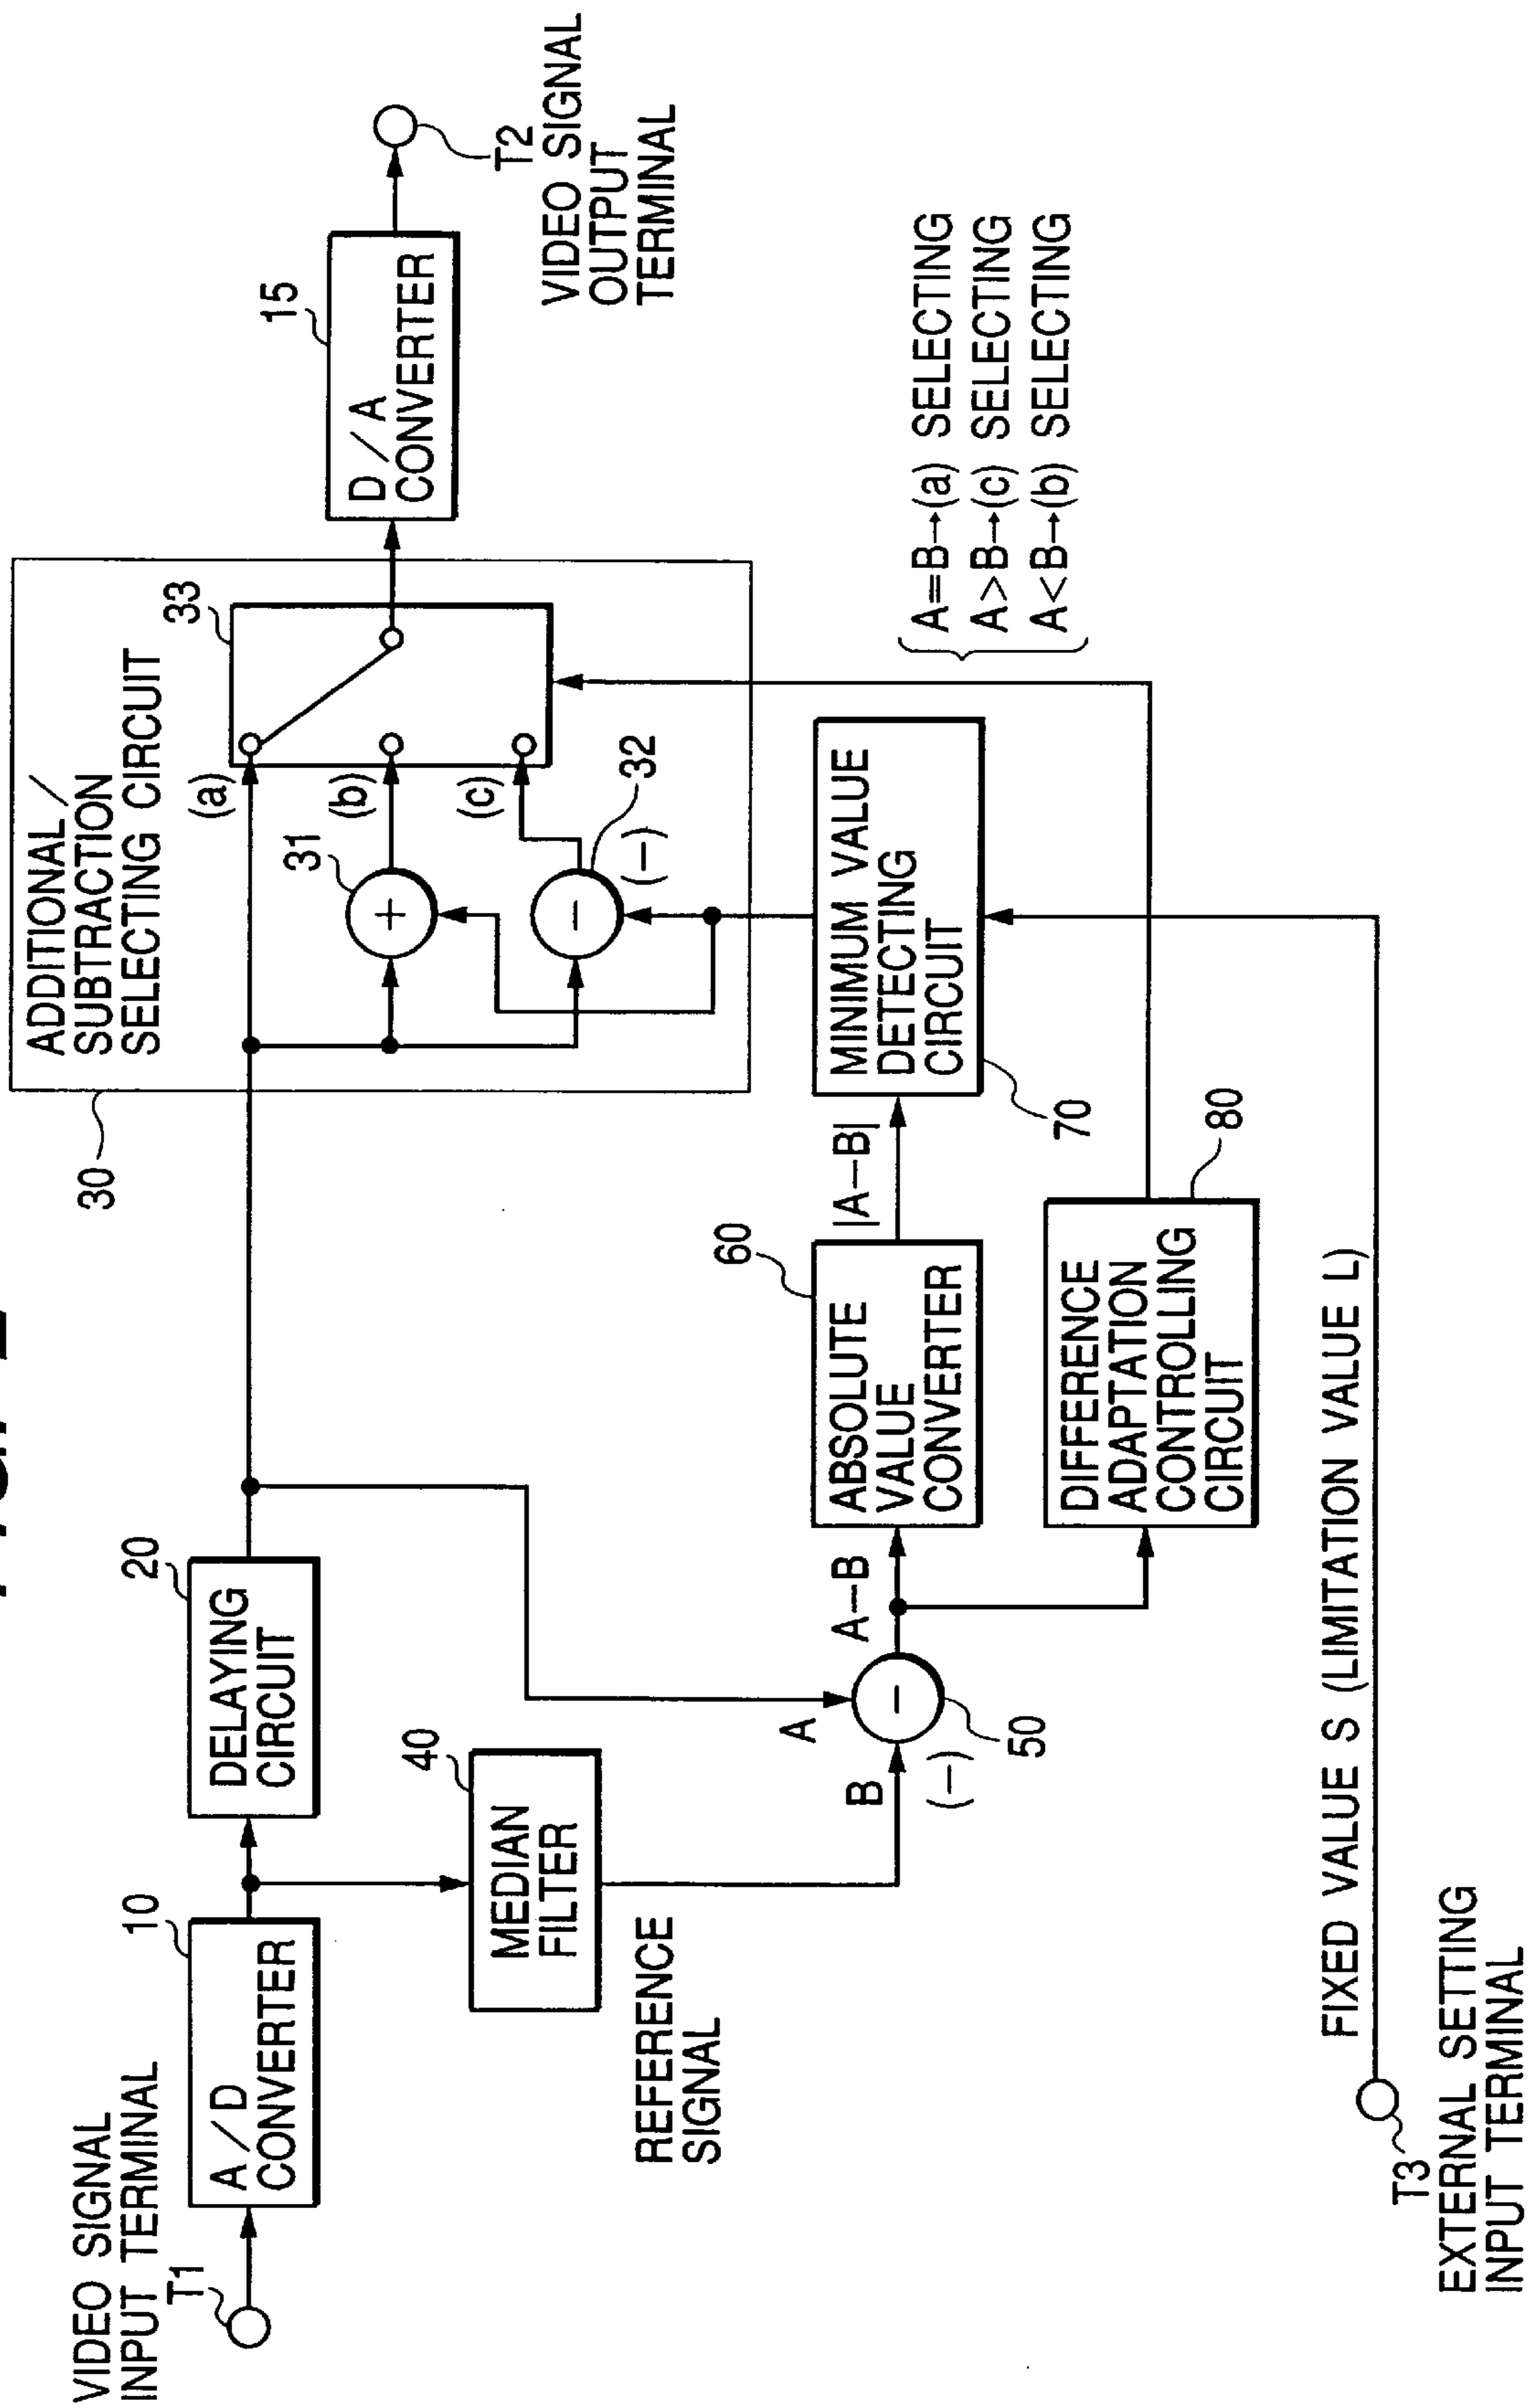 VIDEO SIGNAL
INPUT TERMINAL
T1
A/D
CONVERTER
10
DELAYING
CIRCUIT
20
MEDIAN
FILTER
40
REFERENCE
SIGNAL
A
B
(−)
50
A−B
ABSOLUTE
VALUE
CONVERTER
60
|A−B|
DIFFERENCE
ADAPTATION
CONTROLLING
CIRCUIT
80
MINIMUM VALUE
DETECTING
CIRCUIT
70
30
ADDITIONAL/
SUBTRACTION
SELECTING CIRCUIT
31
+
32
−
(−)
(a)
(b)
(c)
33
D/A
CONVERTER
15
T2
VIDEO SIGNAL
OUTPUT
TERMINAL
A=B→(a) SELECTING
A>B→(c) SELECTING
A<B→(b) SELECTING
FIXED VALUE S (LIMITATION VALUE L)
T3
EXTERNAL SETTING
INPUT TERMINAL